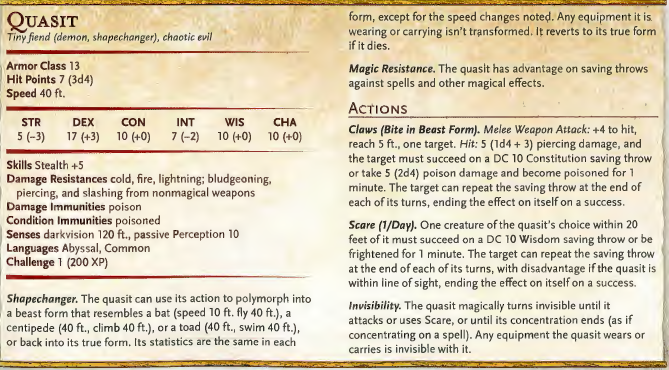 QUASIT
Tiny fiend (demon, shapechanger), chaotic evil
Armor Class 13
Hit Points 7 (3d4)
Speed 40 ft.
STR DEX CON INT WIS CHA
5 (−3) 17 (+3) 10 (+0) 7 (−2) 10 (+0) 10 (+0)
Skills Stealth +5
Damage Resistances cold, fire, lightning; bludgeoning,
piercing, and slashing from nonmagical weapons
Damage Immunities poison
Condition Immunities poisoned
Senses darkvision 120 ft., passive Perception 10
Languages Abyssal, Common
Challenge 1 (200 XP)
Shapechanger. The quasit can use its action to polymorph into
a beast form that resembles a bat (speed 10 ft. fly 40 ft.), a
centipede (40 ft., climb 40 ft.), or a toad (40 ft., swim 40 ft.),
or back into its true form. Its statistics are the same in each
form, except for the speed changes noted. Any equipment it is
wearing or carrying isn't transformed. It reverts to its true form
if it dies.
Magic Resistance. The quasit has advantage on saving throws
against spells and other magical effects.
ACTIONS
Claws (Bite in Beast Form). Melee Weapon Attack: +4 to hit,
reach 5 ft., one target. Hit: 5 (1d4 + 3) piercing damage, and
the target must succeed on a DC 10 Constitution saving throw
or take 5 (2d4) poison damage and become poisoned for 1
minute. The target can repeat the saving throw at the end of
each of its turns, ending the effect on itself on a success.
Scare (1/Day). One creature of the quasit's choice within 20
feet of it must succeed on a DC 10 Wisdom saving throw or be
frightened for 1 minute. The target can repeat the saving throw
at the end of each of its turns, with disadvantage if the quasit is
within line of sight, ending the effect on itself on a success.
Invisibility. The quasit magically turns invisible until it
attacks or uses Scare, or until its concentration ends (as if
concentrating on a spell). Any equipment the quasit wears or
carries is invisible with it.